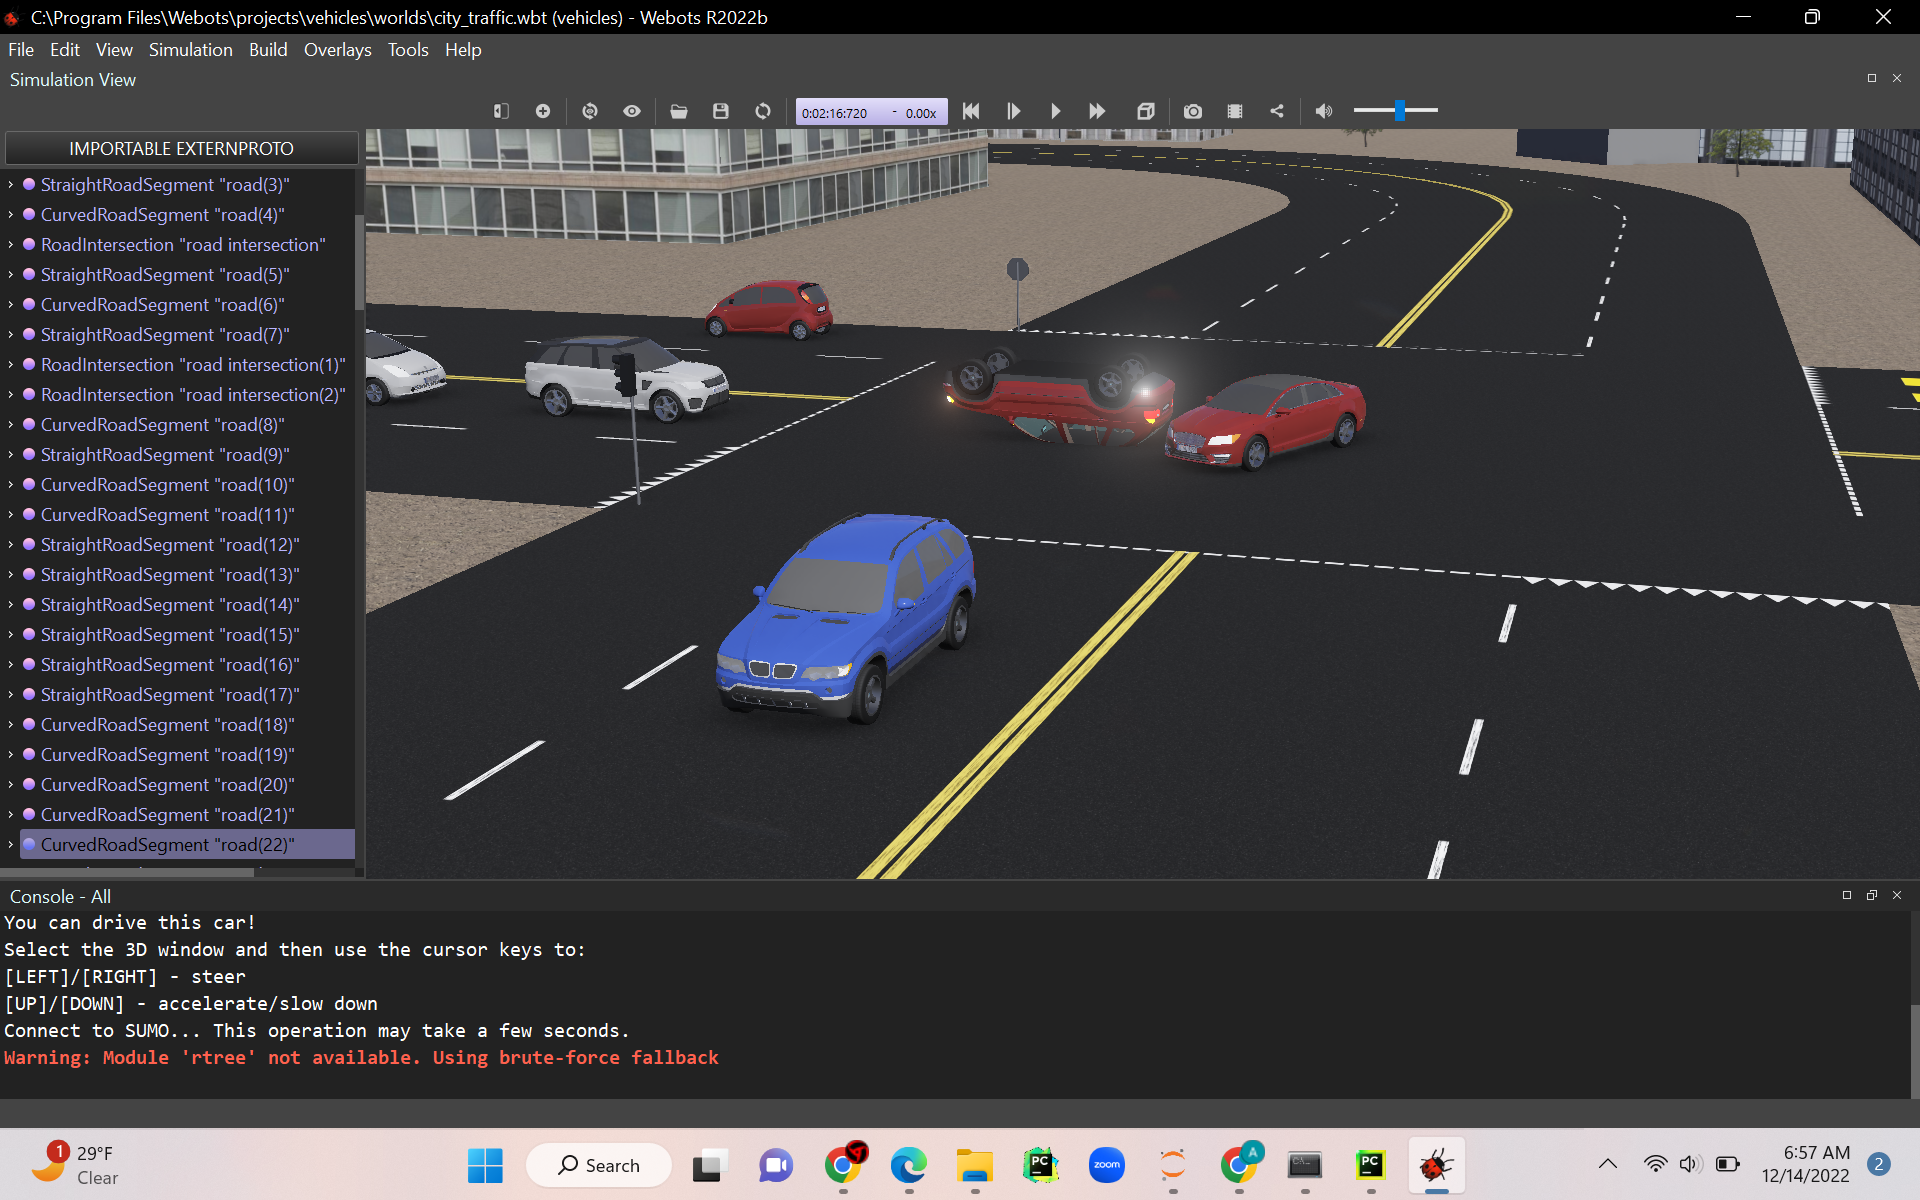 C:\Program Files\Webots\projects\vehicles\worlds\city_traffic.wbt (vehicles) - Webots R2022b
File Edit View Simulation Build Overlays Tools Help
Simulation View
0:02:16:720 - 0.00x
IMPORTABLE EXTERNPROTO
StraightRoadSegment "road(3)"
CurvedRoadSegment "road(4)"
RoadIntersection "road intersection"
StraightRoadSegment "road(5)"
CurvedRoadSegment "road(6)"
StraightRoadSegment "road(7)"
RoadIntersection "road intersection(1)"
RoadIntersection "road intersection(2)"
CurvedRoadSegment "road(8)"
StraightRoadSegment "road(9)"
CurvedRoadSegment "road(10)"
CurvedRoadSegment "road(11)"
StraightRoadSegment "road(12)"
StraightRoadSegment "road(13)"
StraightRoadSegment "road(14)"
StraightRoadSegment "road(15)"
StraightRoadSegment "road(16)"
StraightRoadSegment "road(17)"
CurvedRoadSegment "road(18)"
CurvedRoadSegment "road(19)"
CurvedRoadSegment "road(20)"
CurvedRoadSegment "road(21)"
CurvedRoadSegment "road(22)"
Console - All
You can drive this car!
Select the 3D window and then use the cursor keys to:
[LEFT]/[RIGHT] - steer
[UP]/[DOWN] - accelerate/slow down
Connect to SUMO... This operation may take a few seconds.
Warning: Module 'rtree' not available. Using brute-force fallback
1
29°F
Clear
Search
PC
zoom
A
PC
6:57 AM
12/14/2022
2